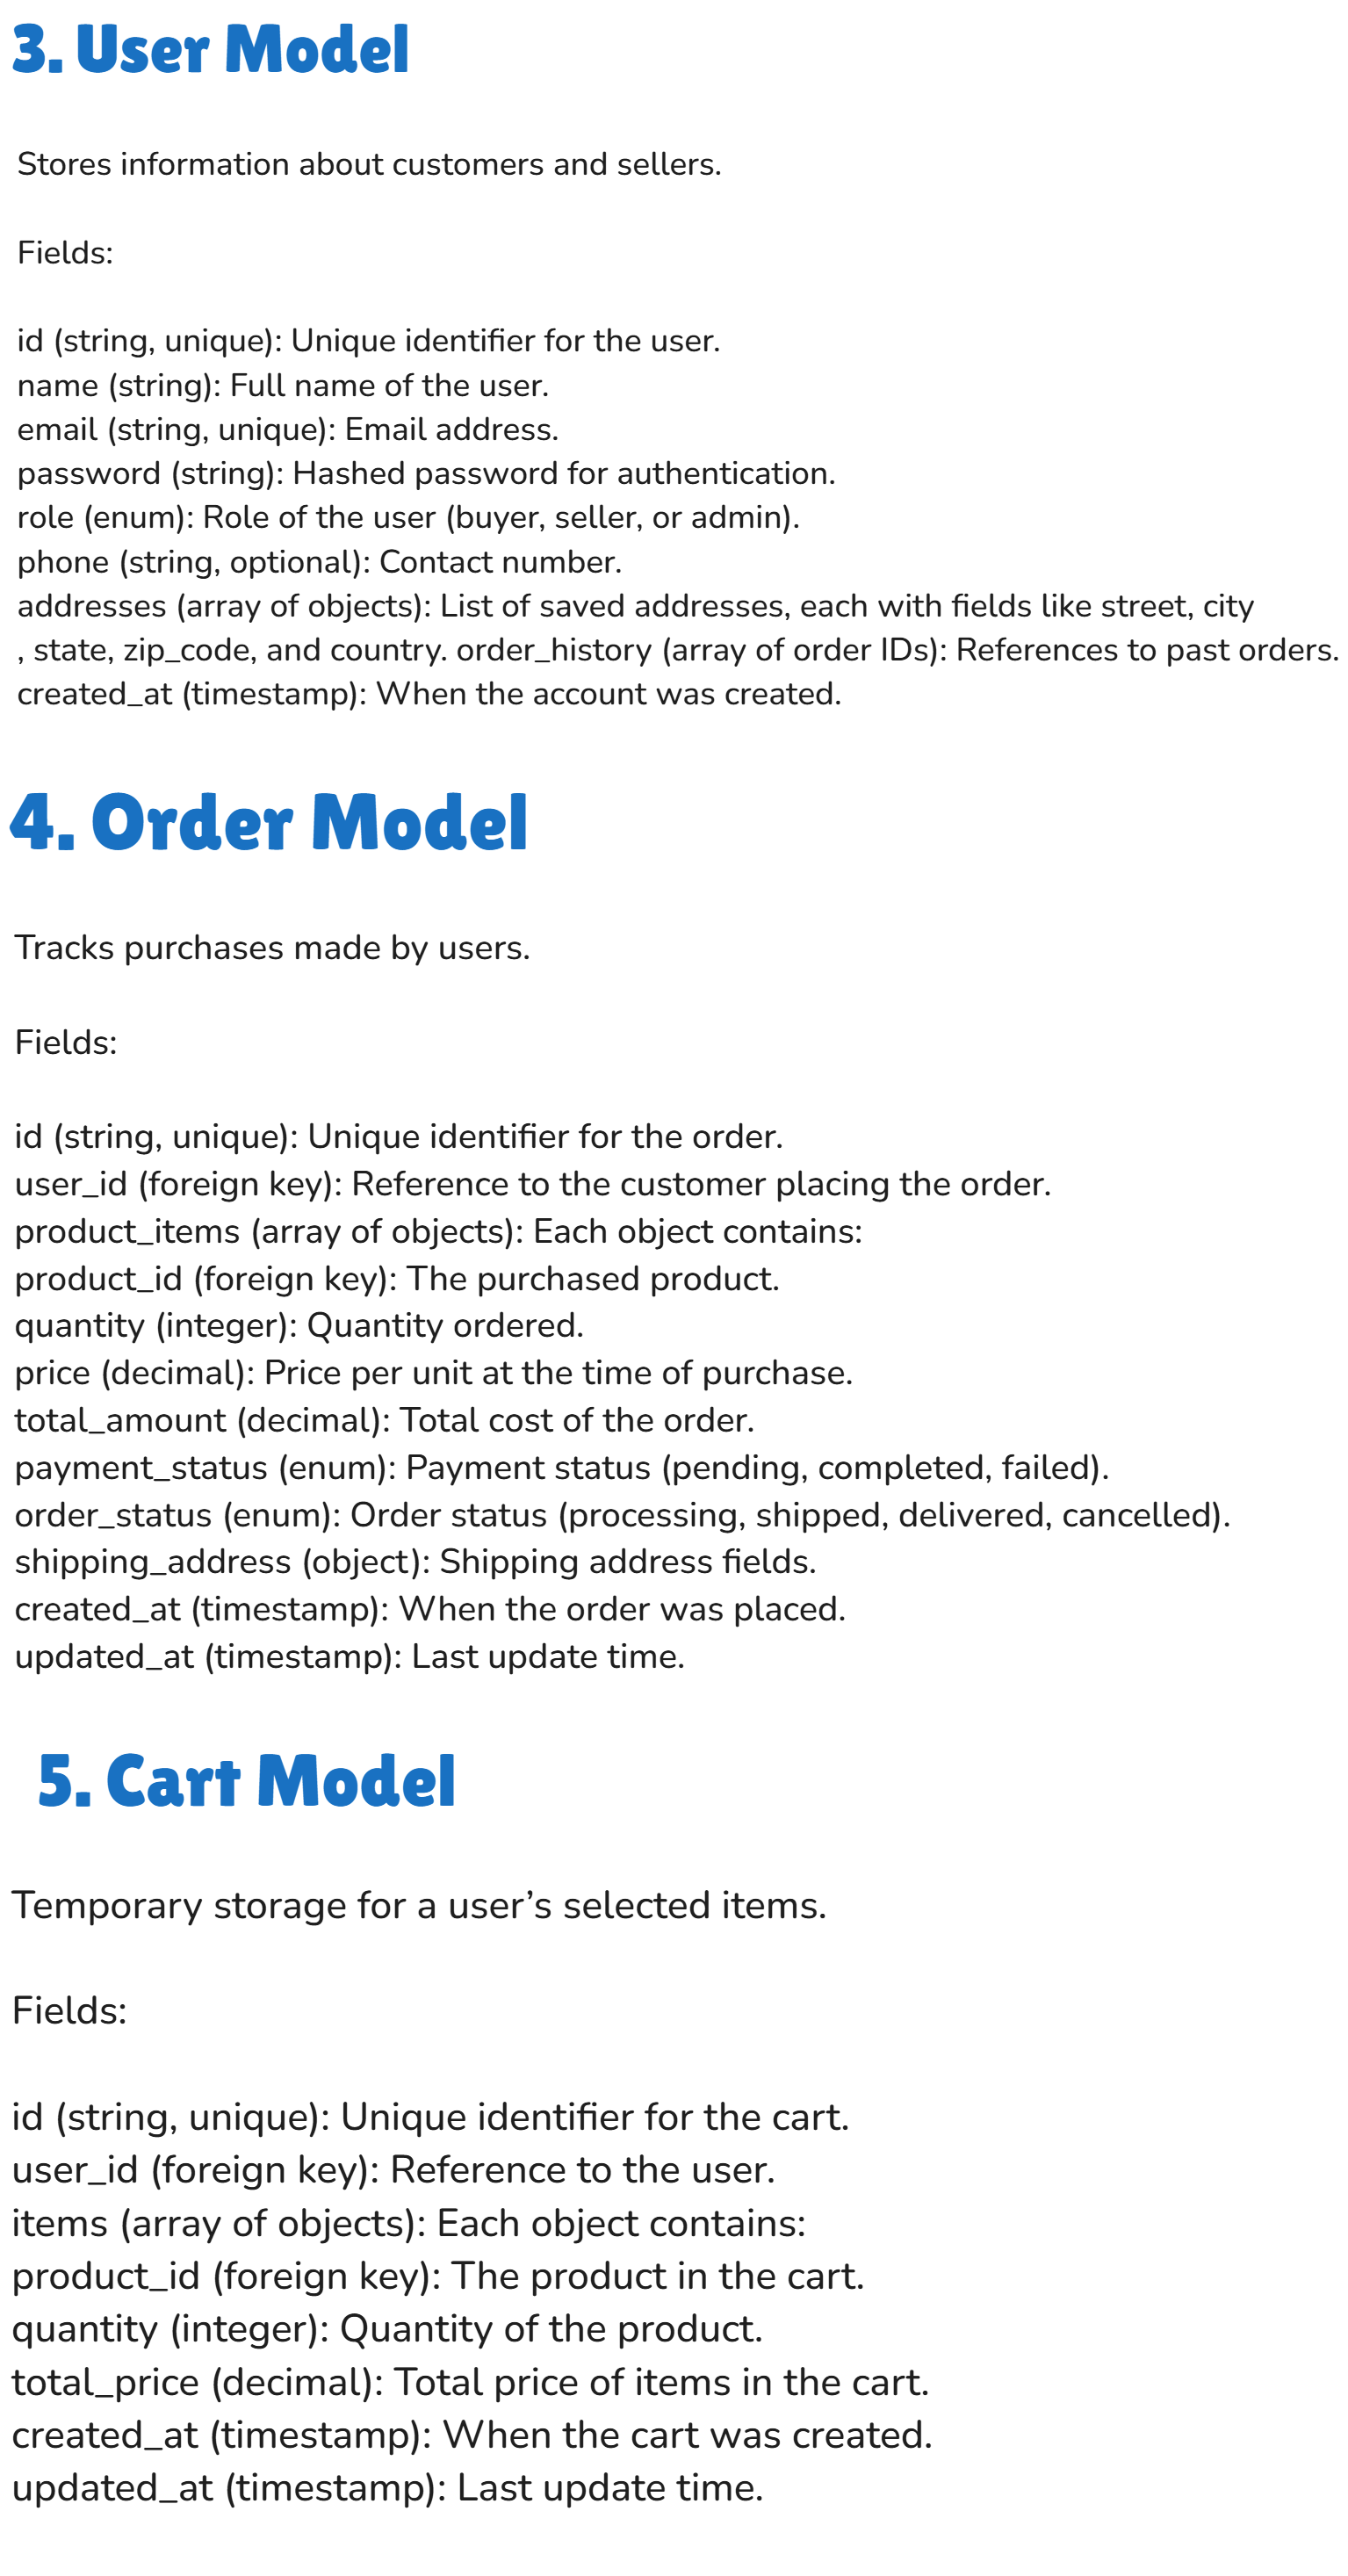 3. User Model
Stores information about customers and sellers.
Fields:
id (string, unique): Unique identifier for the user.
name (string): Full name of the user.
email (string, unique): Email address.
password (string): Hashed password for authentication.
role (enum): Role of the user (buyer, seller, or admin).
phone (string, optional): Contact number.
addresses (array of objects): List of saved addresses, each with fields like street, city
, state, zip_code, and country. order_history (array of order IDs): References to past orders.
created_at (timestamp): When the account was created.
4. Order Model
Tracks purchases made by users.
Fields:
id (string, unique): Unique identifier for the order.
user_id (foreign key): Reference to the customer placing the order.
product_items (array of objects): Each object contains:
product_id (foreign key): The purchased product.
quantity (integer): Quantity ordered.
price (decimal): Price per unit at the time of purchase.
total_amount (decimal): Total cost of the order.
payment_status (enum): Payment status (pending, completed, failed).
order_status (enum): Order status (processing, shipped, delivered, cancelled).
shipping_address (object): Shipping address fields.
created_at (timestamp): When the order was placed.
updated_at (timestamp): Last update time.
5. Cart Model
Temporary storage for a user’s selected items.
Fields:
id (string, unique): Unique identifier for the cart.
user_id (foreign key): Reference to the user.
items (array of objects): Each object contains:
product_id (foreign key): The product in the cart.
quantity (integer): Quantity of the product.
total_price (decimal): Total price of items in the cart.
created_at (timestamp): When the cart was created.
updated_at (timestamp): Last update time.